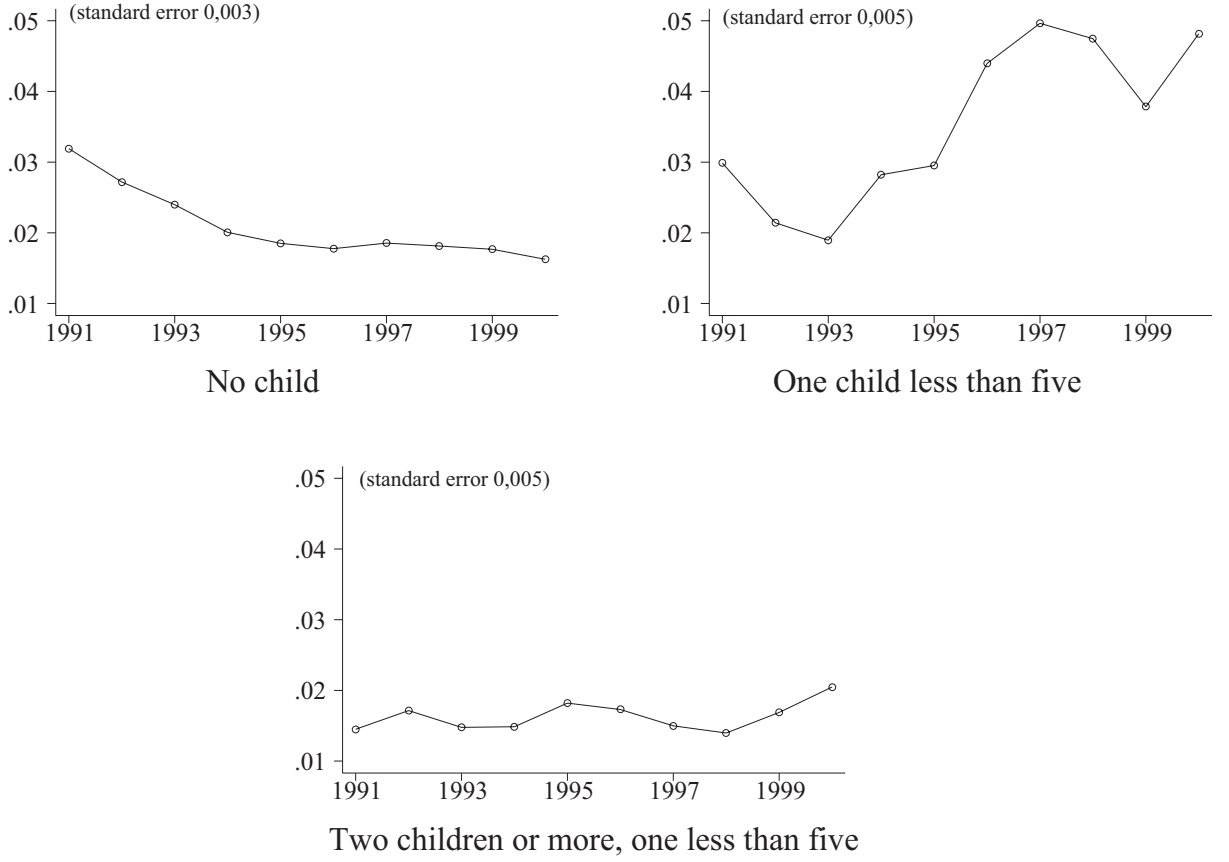 (standard error 0,003)
.05
.04
.03
.02
.01
1991 1993 1995 1997 1999
No child
(standard error 0,005)
.05
.04
.03
.02
.01
1991 1993 1995 1997 1999
One child less than five
(standard error 0,005)
.05
.04
.03
.02
.01
1991 1993 1995 1997 1999
Two children or more, one less than five